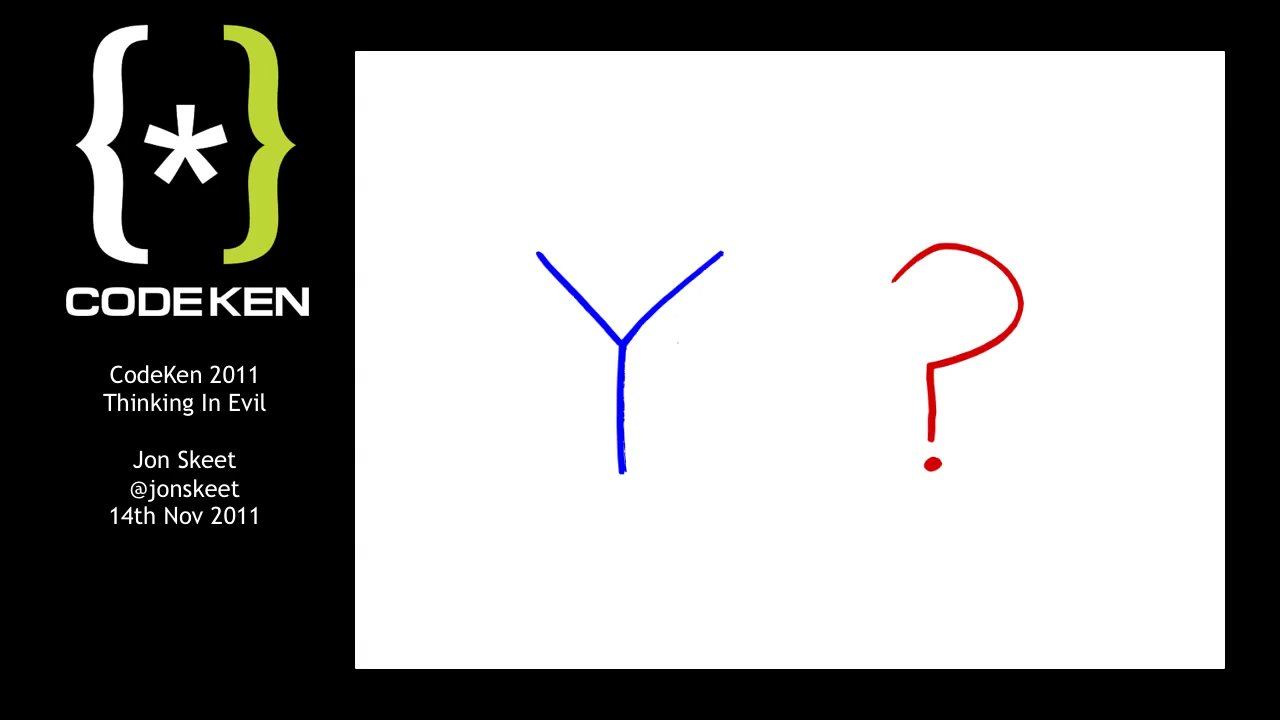 {*}
CODEKEN
CodeKen 2011
Thinking In Evil
Jon Skeet
@jonskeet
14th Nov 2011
Y ?